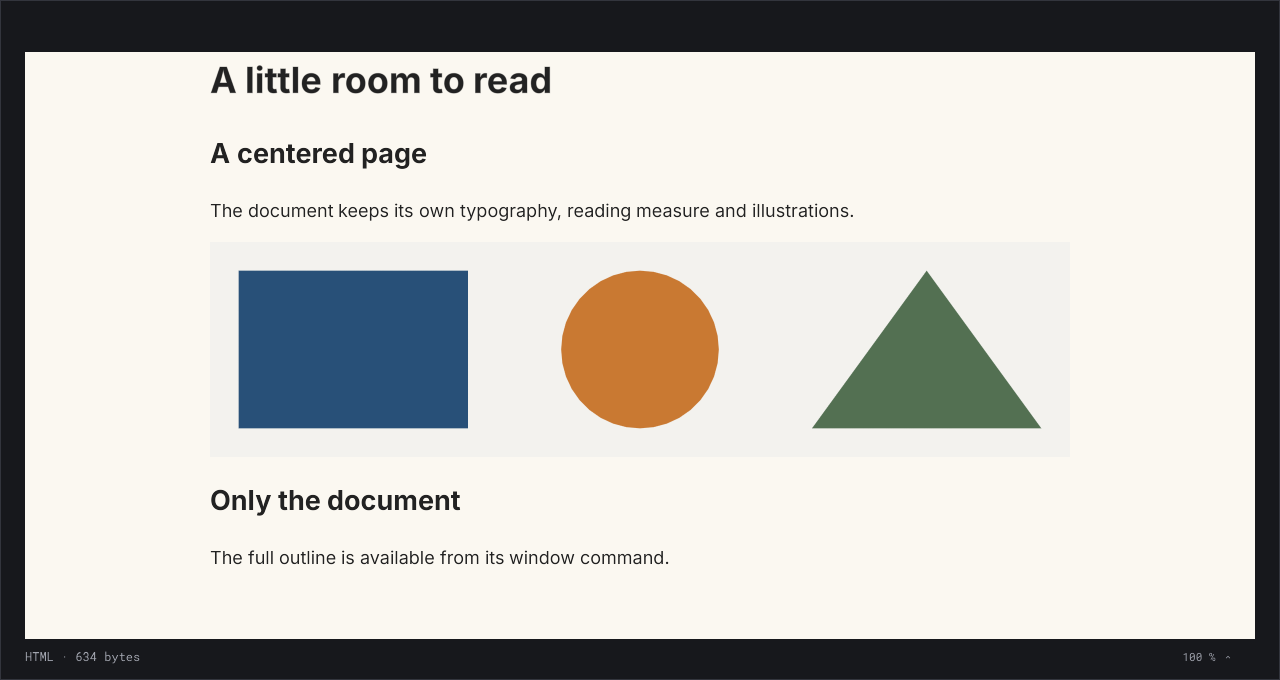 A little room to read
A centered page
The document keeps its own typography, reading measure and illustrations.
Only the document
The full outline is available from its window command.
HTML · 634 bytes
100 % ^